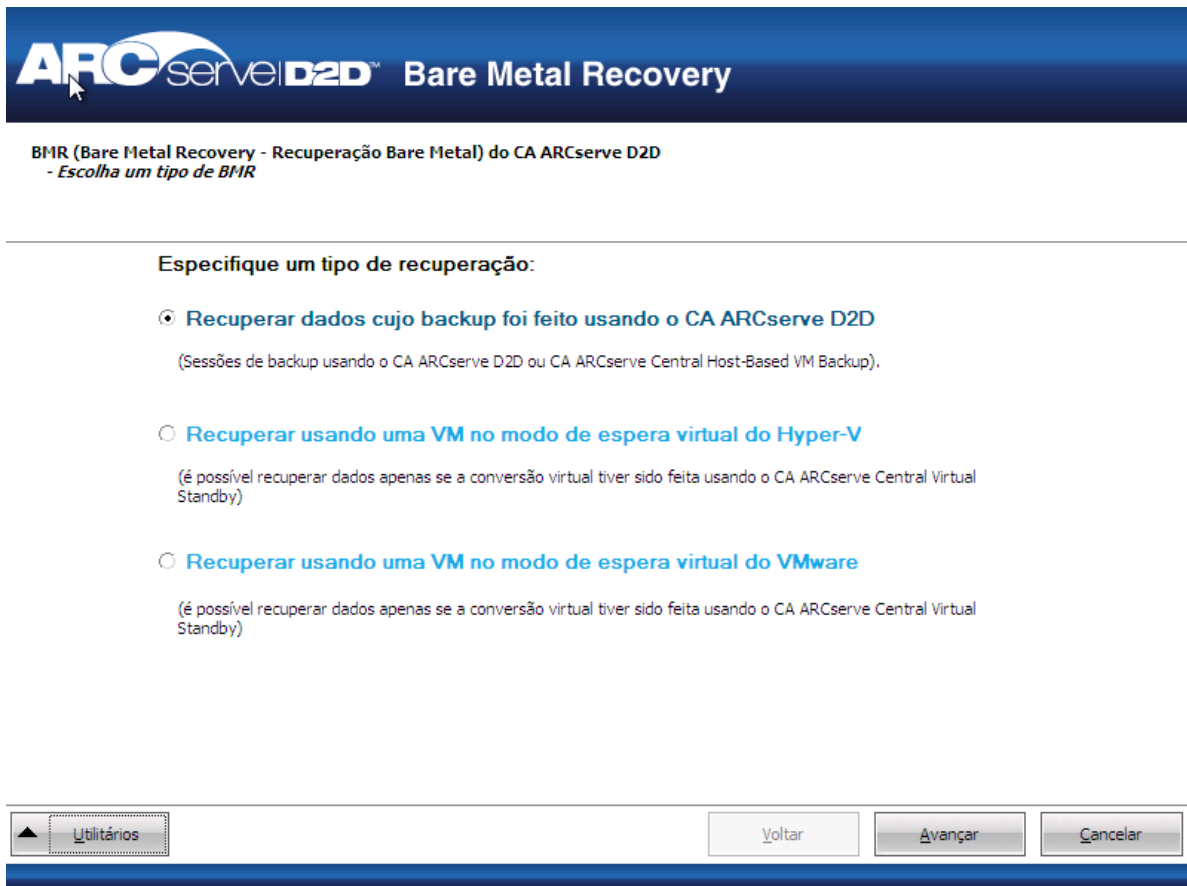 ARCserve D2D™ Bare Metal Recovery
BMR (Bare Metal Recovery - Recuperação Bare Metal) do CA ARCserve D2D
- Escolha um tipo de BMR
Especifique um tipo de recuperação:
Recuperar dados cujo backup foi feito usando o CA ARCserve D2D
(Sessões de backup usando o CA ARCserve D2D ou CA ARCserve Central Host-Based VM Backup).
Recuperar usando uma VM no modo de espera virtual do Hyper-V
(é possível recuperar dados apenas se a conversão virtual tiver sido feita usando o CA ARCserve Central Virtual
Standby)
Recuperar usando uma VM no modo de espera virtual do VMware
(é possível recuperar dados apenas se a conversão virtual tiver sido feita usando o CA ARCserve Central Virtual
Standby)
Utilitários Voltar Avançar Cancelar